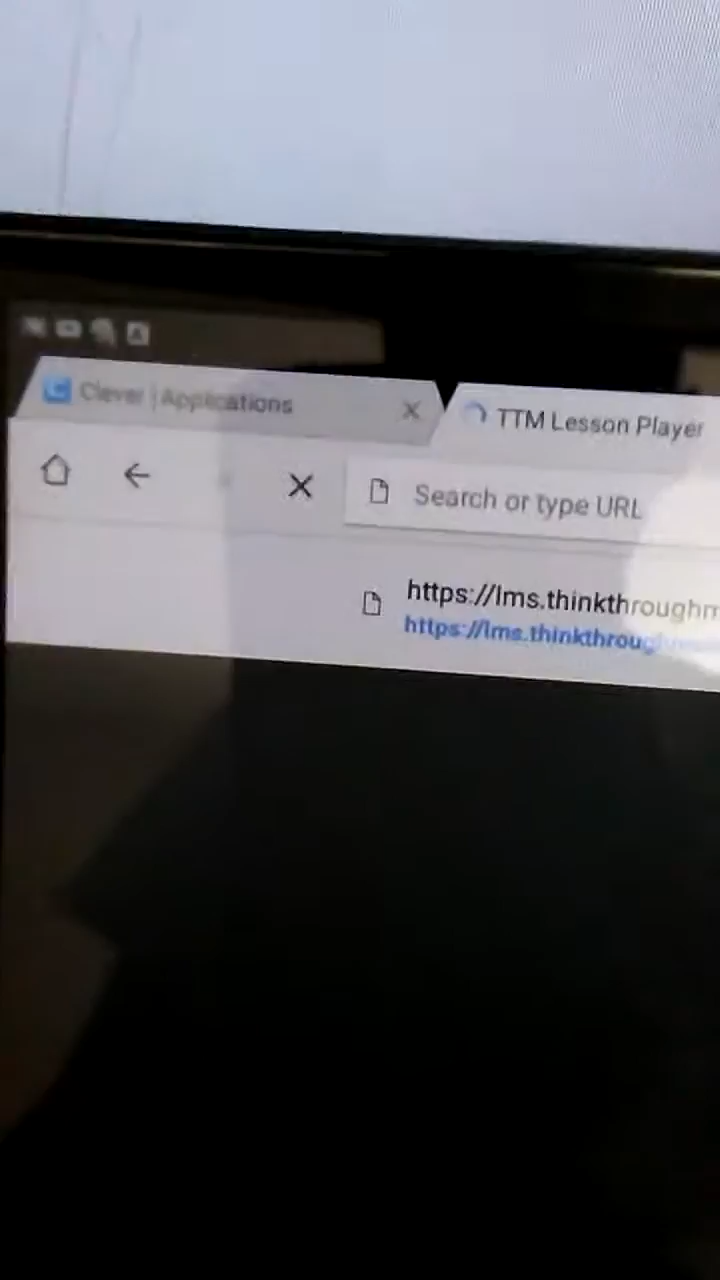 Clever | Applications
TTM Lesson Player
Search or type URL
https://lms.thinkthroughm
https://lms.thinkthroug